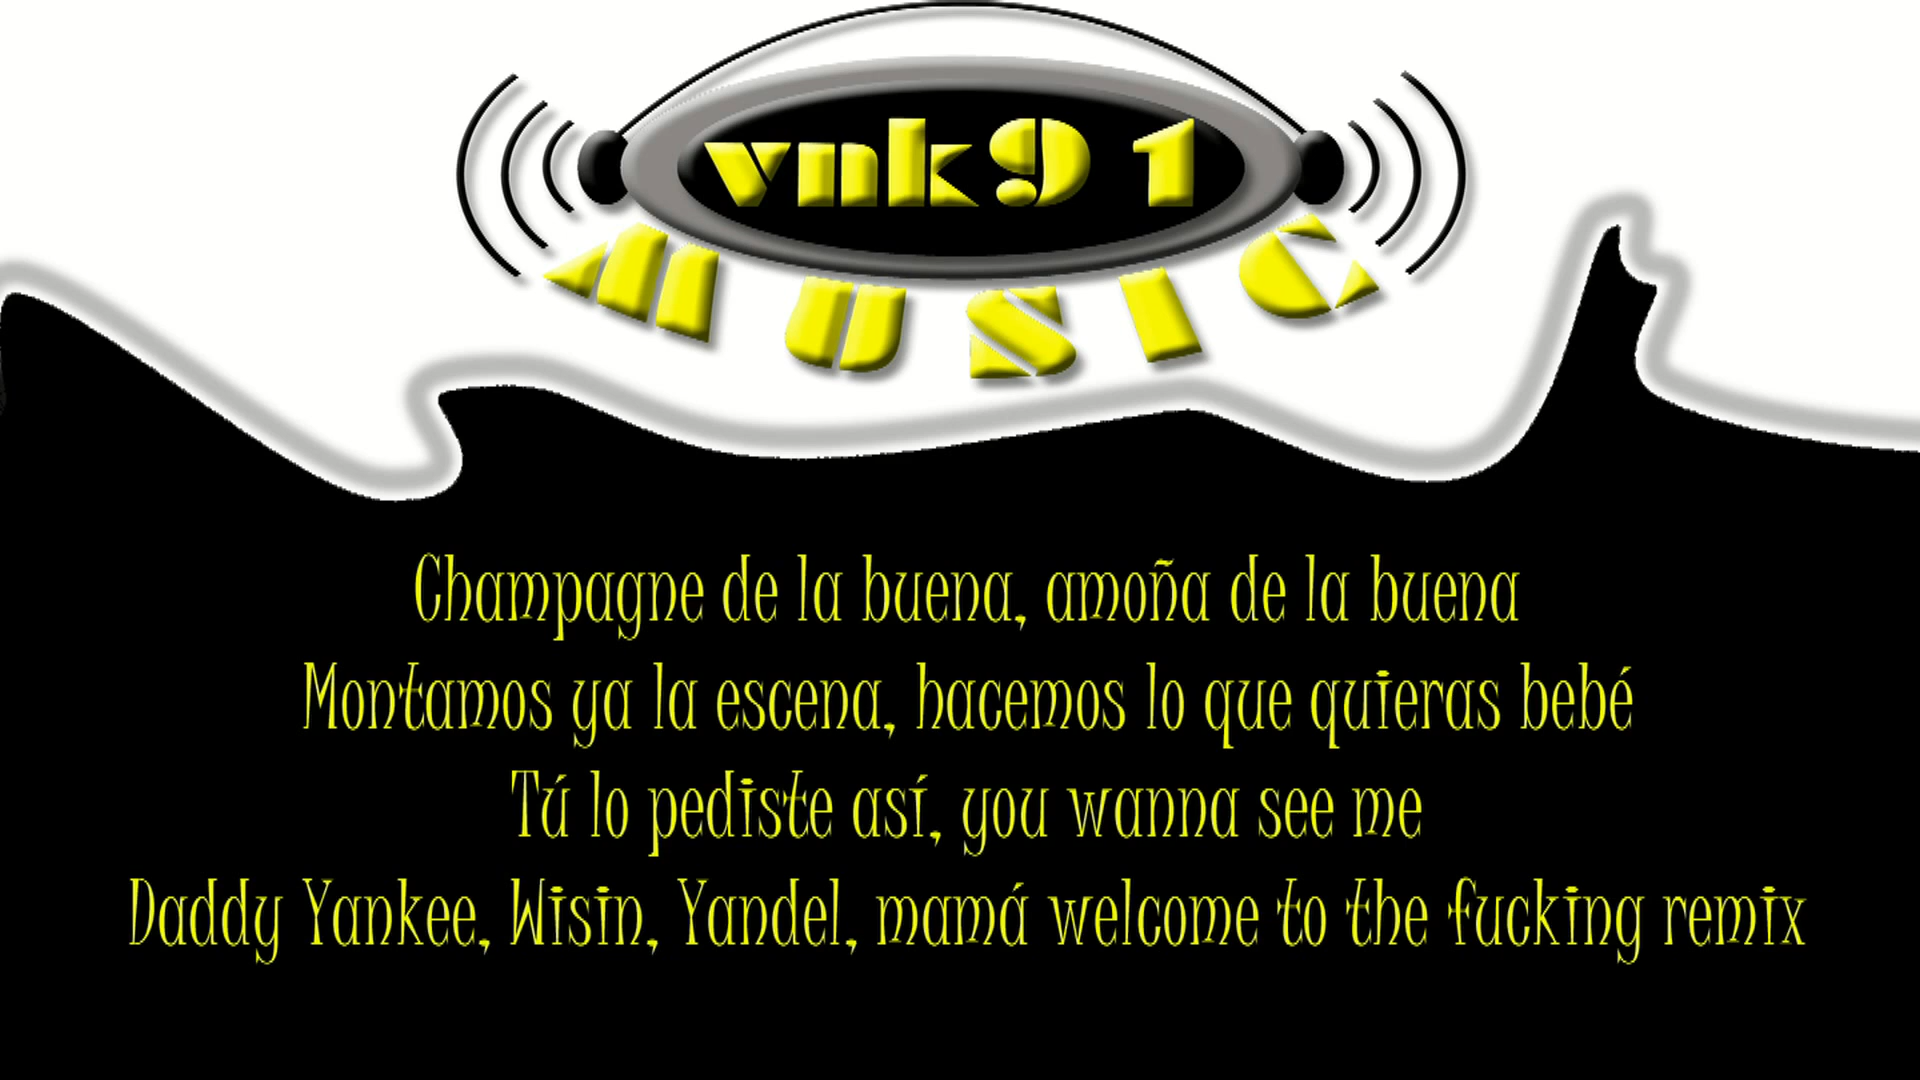 vnk91
MUSIC
Champagne de la buena, amoña de la buena
Montamos ya la escena, hacemos lo que quieras bebé
Tú lo pediste así, you wanna see me
Daddy Yankee, Wisin, Yandel, mamá welcome to the fucking remix